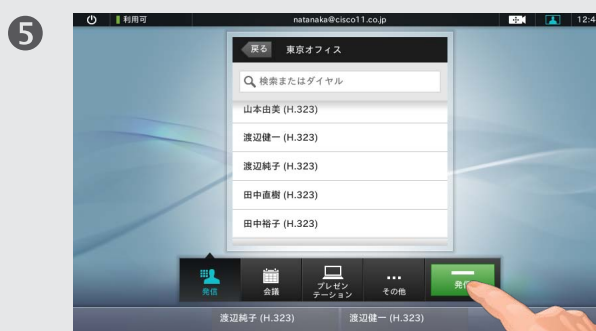 5
利用可
natanaka@cisco11.co.jp
12:4
戻る
東京オフィス
検索またはダイヤル
山本由美 (H.323)
渡辺健一 (H.323)
渡辺純子 (H.323)
田中直樹 (H.323)
田中裕子 (H.323)
発信
会議
プレゼン
テーション
その他
発
渡辺純子 (H.323)
渡辺健一 (H.323)